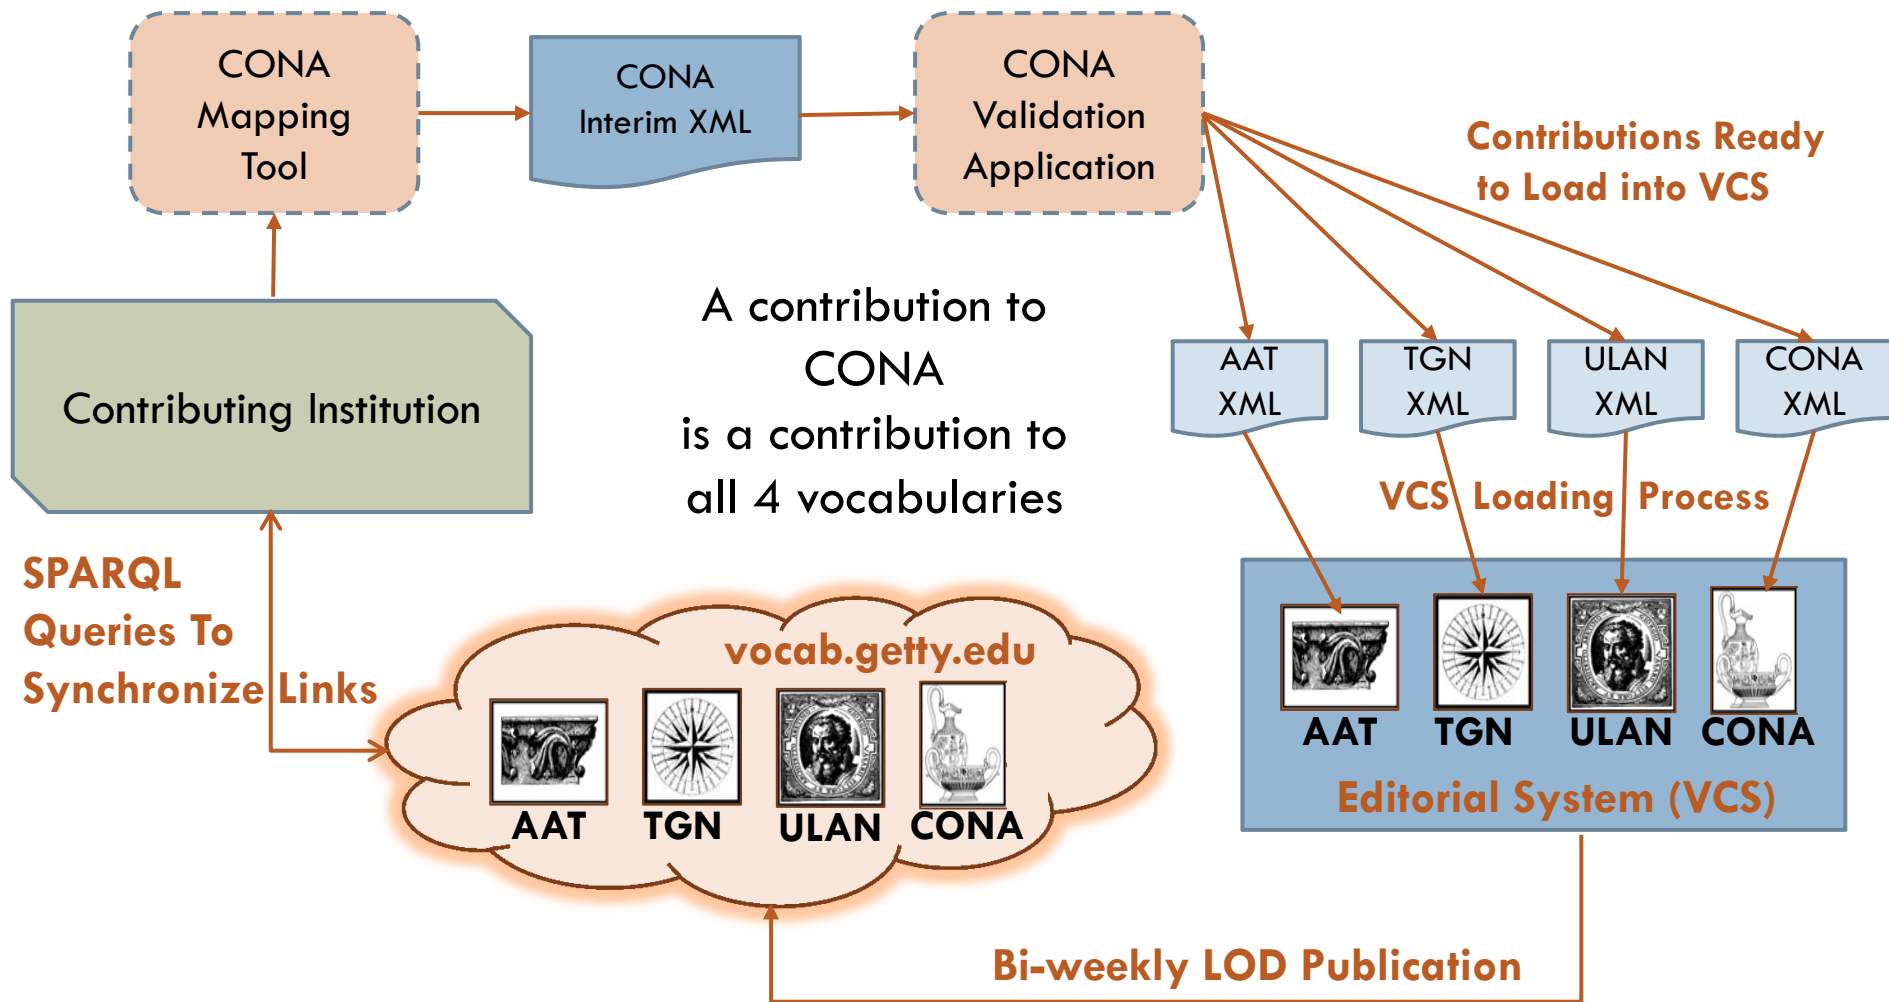 CONA
Mapping
Tool
CONA
Interim XML
CONA
Validation
Application
Contributions Ready
to Load into VCS
Contributing Institution
A contribution to
CONA
is a contribution to
all 4 vocabularies
AAT
XML
TGN
XML
ULAN
XML
CONA
XML
VCS Loading Process
SPARQL
Queries To
Synchronize Links
vocab.getty.edu
AAT
TGN
ULAN
CONA
AAT
TGN
ULAN
CONA
Editorial System (VCS)
Bi-weekly LOD Publication